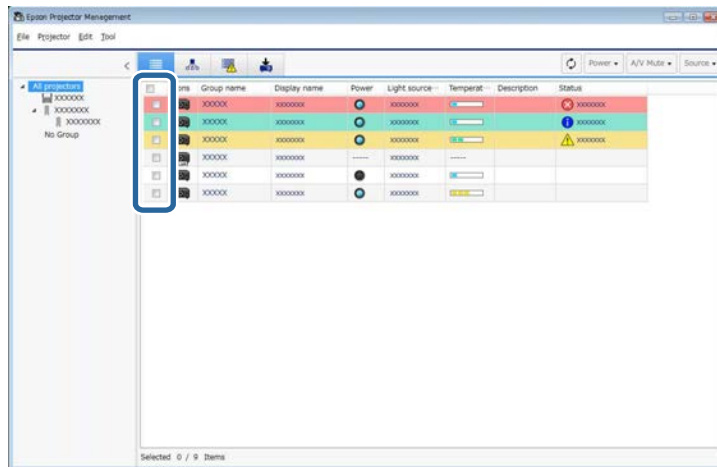 Epson Projector Management
File Projector Edit Tool
Power A/V Mute Source
All projectors
XXXXXX
XXXXXXX
XXXXXXX
No Group
ons Group name Display name Power Light source Temperat Description Status
XXXXX XXXXXXX XXXXXXX XXXXXXX
XXXXX XXXXXXX XXXXXXX XXXXXXX
XXXXX XXXXXXX XXXXXXX XXXXXXX
XXXXX XXXXXXX ----- XXXXXXX -----
XXXXX XXXXXXX XXXXXXX
XXXXX XXXXXXX XXXXXXX
Selected 0 / 9 Items